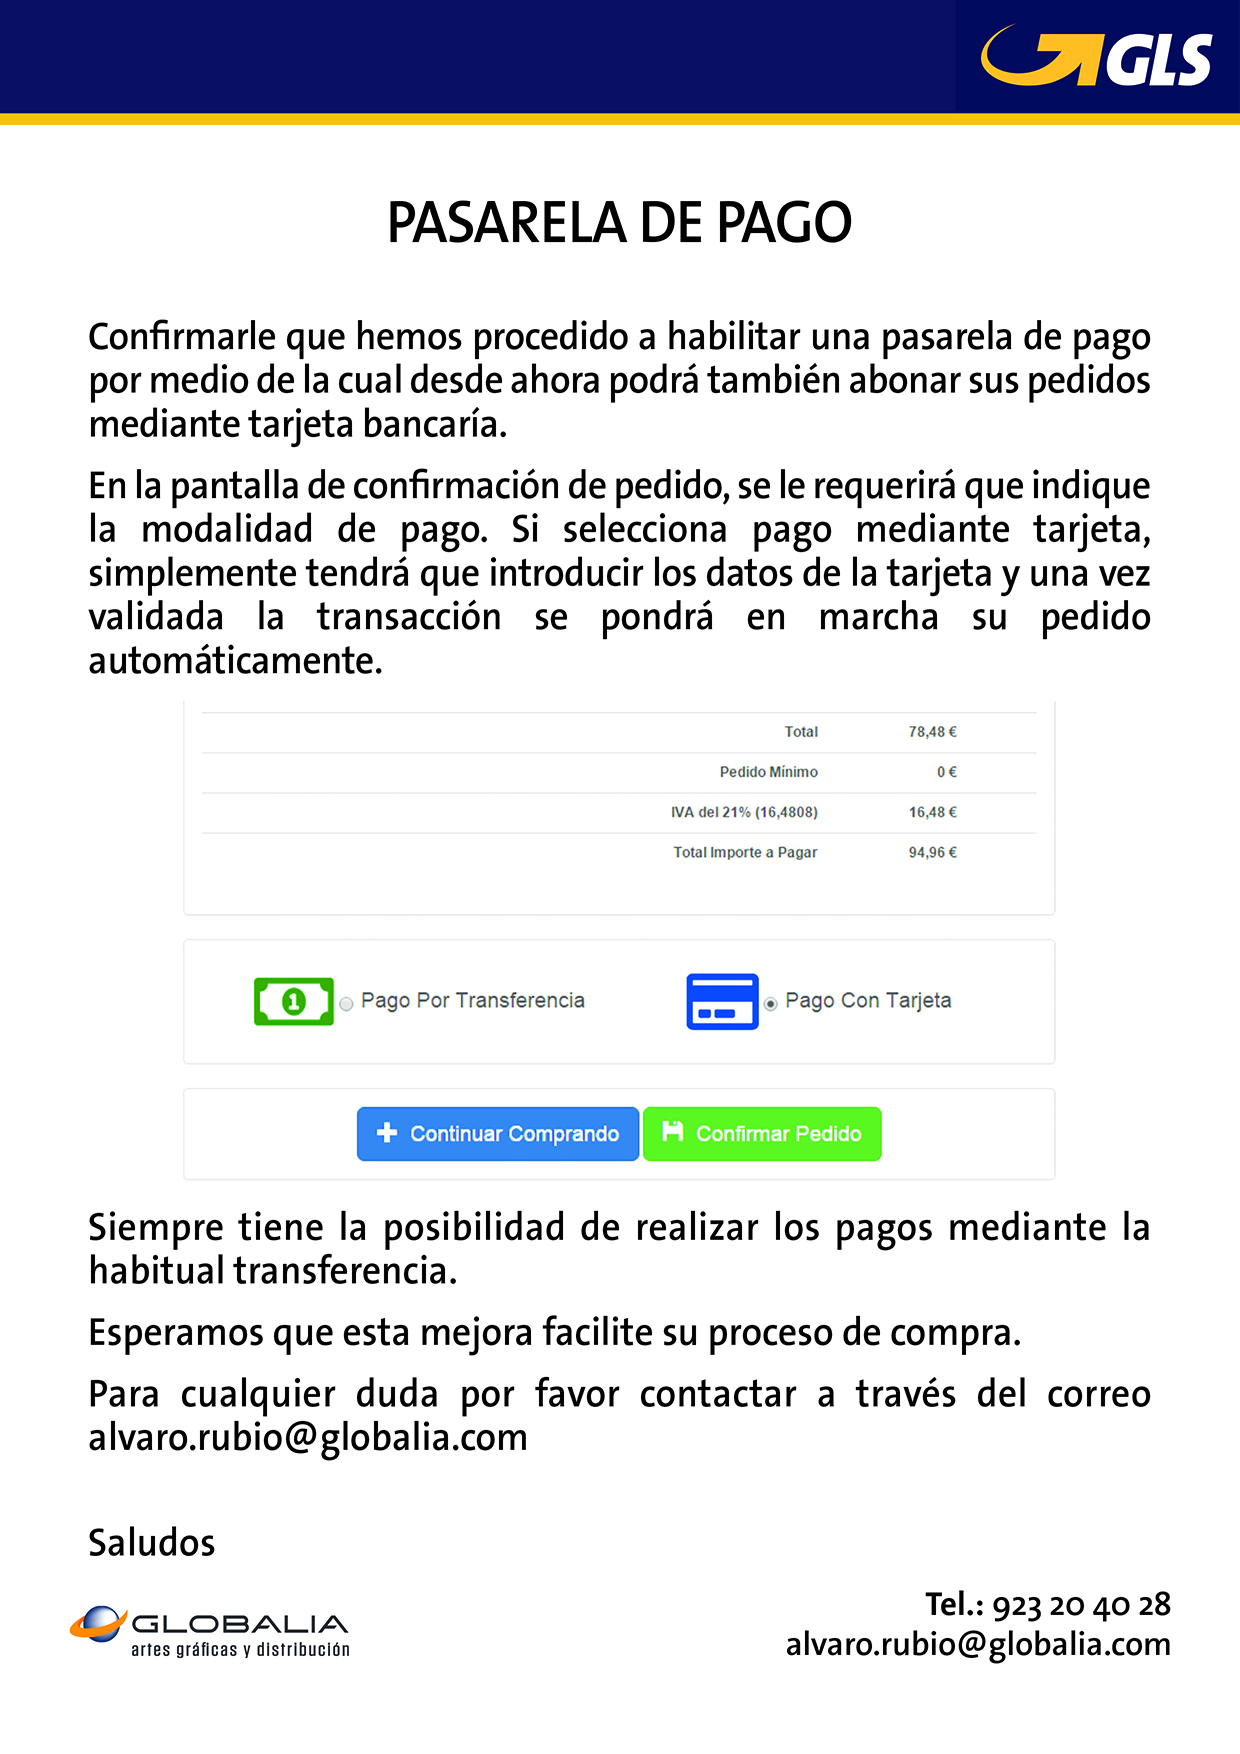 GLS
PASARELA DE PAGO
Confirmarle que hemos procedido a habilitar una pasarela de pago
por medio de la cual desde ahora podrá también abonar sus pedidos
mediante tarjeta bancaría.
En la pantalla de confirmación de pedido, se le requerirá que indique
la modalidad de pago. Si selecciona pago mediante tarjeta,
simplemente tendrá que introducir los datos de la tarjeta y una vez
validada la transacción se pondrá en marcha su pedido
automáticamente.
Total 78,48 €
Pedido Mínimo 0 €
IVA del 21% (16,4808) 16,48 €
Total Importe a Pagar 94,96 €
1 Pago Por Transferencia Pago Con Tarjeta
Continuar Comprando Confirmar Pedido
Siempre tiene la posibilidad de realizar los pagos mediante la
habitual transferencia.
Esperamos que esta mejora facilite su proceso de compra.
Para cualquier duda por favor contactar a través del correo
alvaro.rubio@globalia.com
Saludos
GLOBALIA
artes gráficas y distribución
Tel.: 923 20 40 28
alvaro.rubio@globalia.com